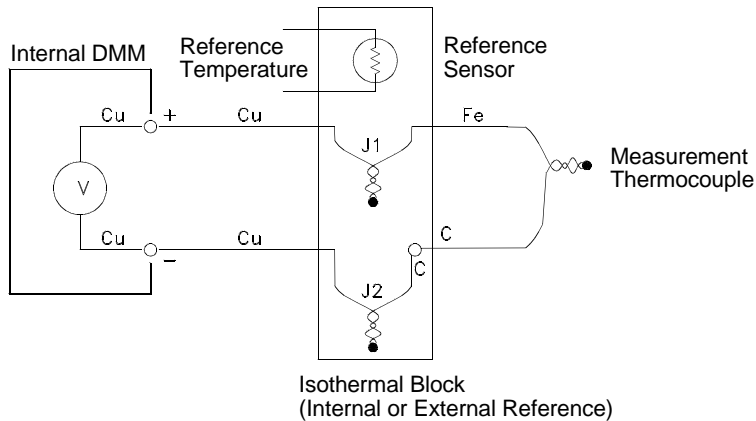 Internal DMM
Reference
Temperature
Reference
Sensor
Cu
+
Cu
Fe
J1
V
Measurement
Thermocouple
Cu
−
Cu
C
C
J2
Isothermal Block
(Internal or External Reference)